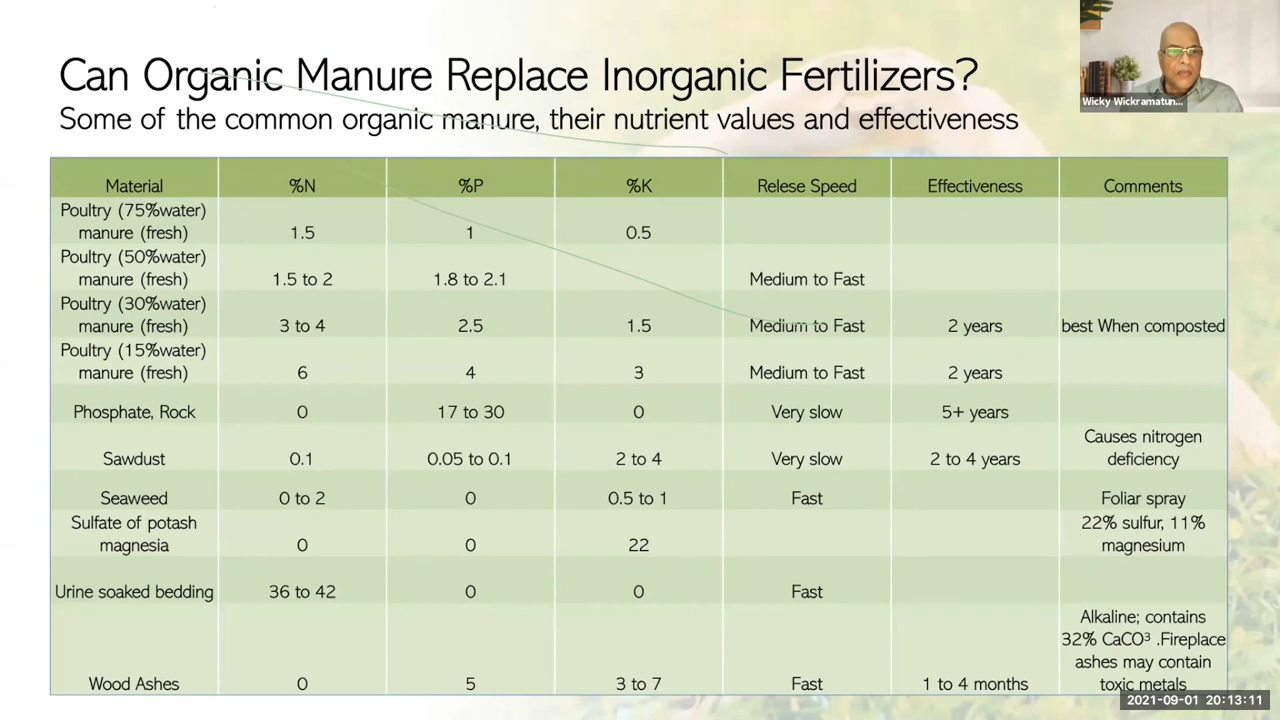 Can Organic Manure Replace Inorganic Fertilizers?
Some of the common organic manure, their nutrient values and effectiveness
Wicky Wickramatun...
Material %N %P %K Relese Speed Effectiveness Comments
Poultry (75%water)
manure (fresh) 1.5 1 0.5
Poultry (50%water)
manure (fresh) 1.5 to 2 1.8 to 2.1 Medium to Fast
Poultry (30%water)
manure (fresh) 3 to 4 2.5 1.5 Medium to Fast 2 years best When composted
Poultry (15%water)
manure (fresh) 6 4 3 Medium to Fast 2 years
Phosphate, Rock 0 17 to 30 0 Very slow 5+ years
Causes nitrogen
Sawdust 0.1 0.05 to 0.1 2 to 4 Very slow 2 to 4 years deficiency
Seaweed 0 to 2 0 0.5 to 1 Fast Foliar spray
Sulfate of potash 22% sulfur, 11%
magnesia 0 0 22 magnesium
Urine soaked bedding 36 to 42 0 0 Fast
Alkaline; contains
32% CaCO³ .Fireplace
ashes may contain
Wood Ashes 0 5 3 to 7 Fast 1 to 4 months toxic metals
2021-09-01 20:13:11